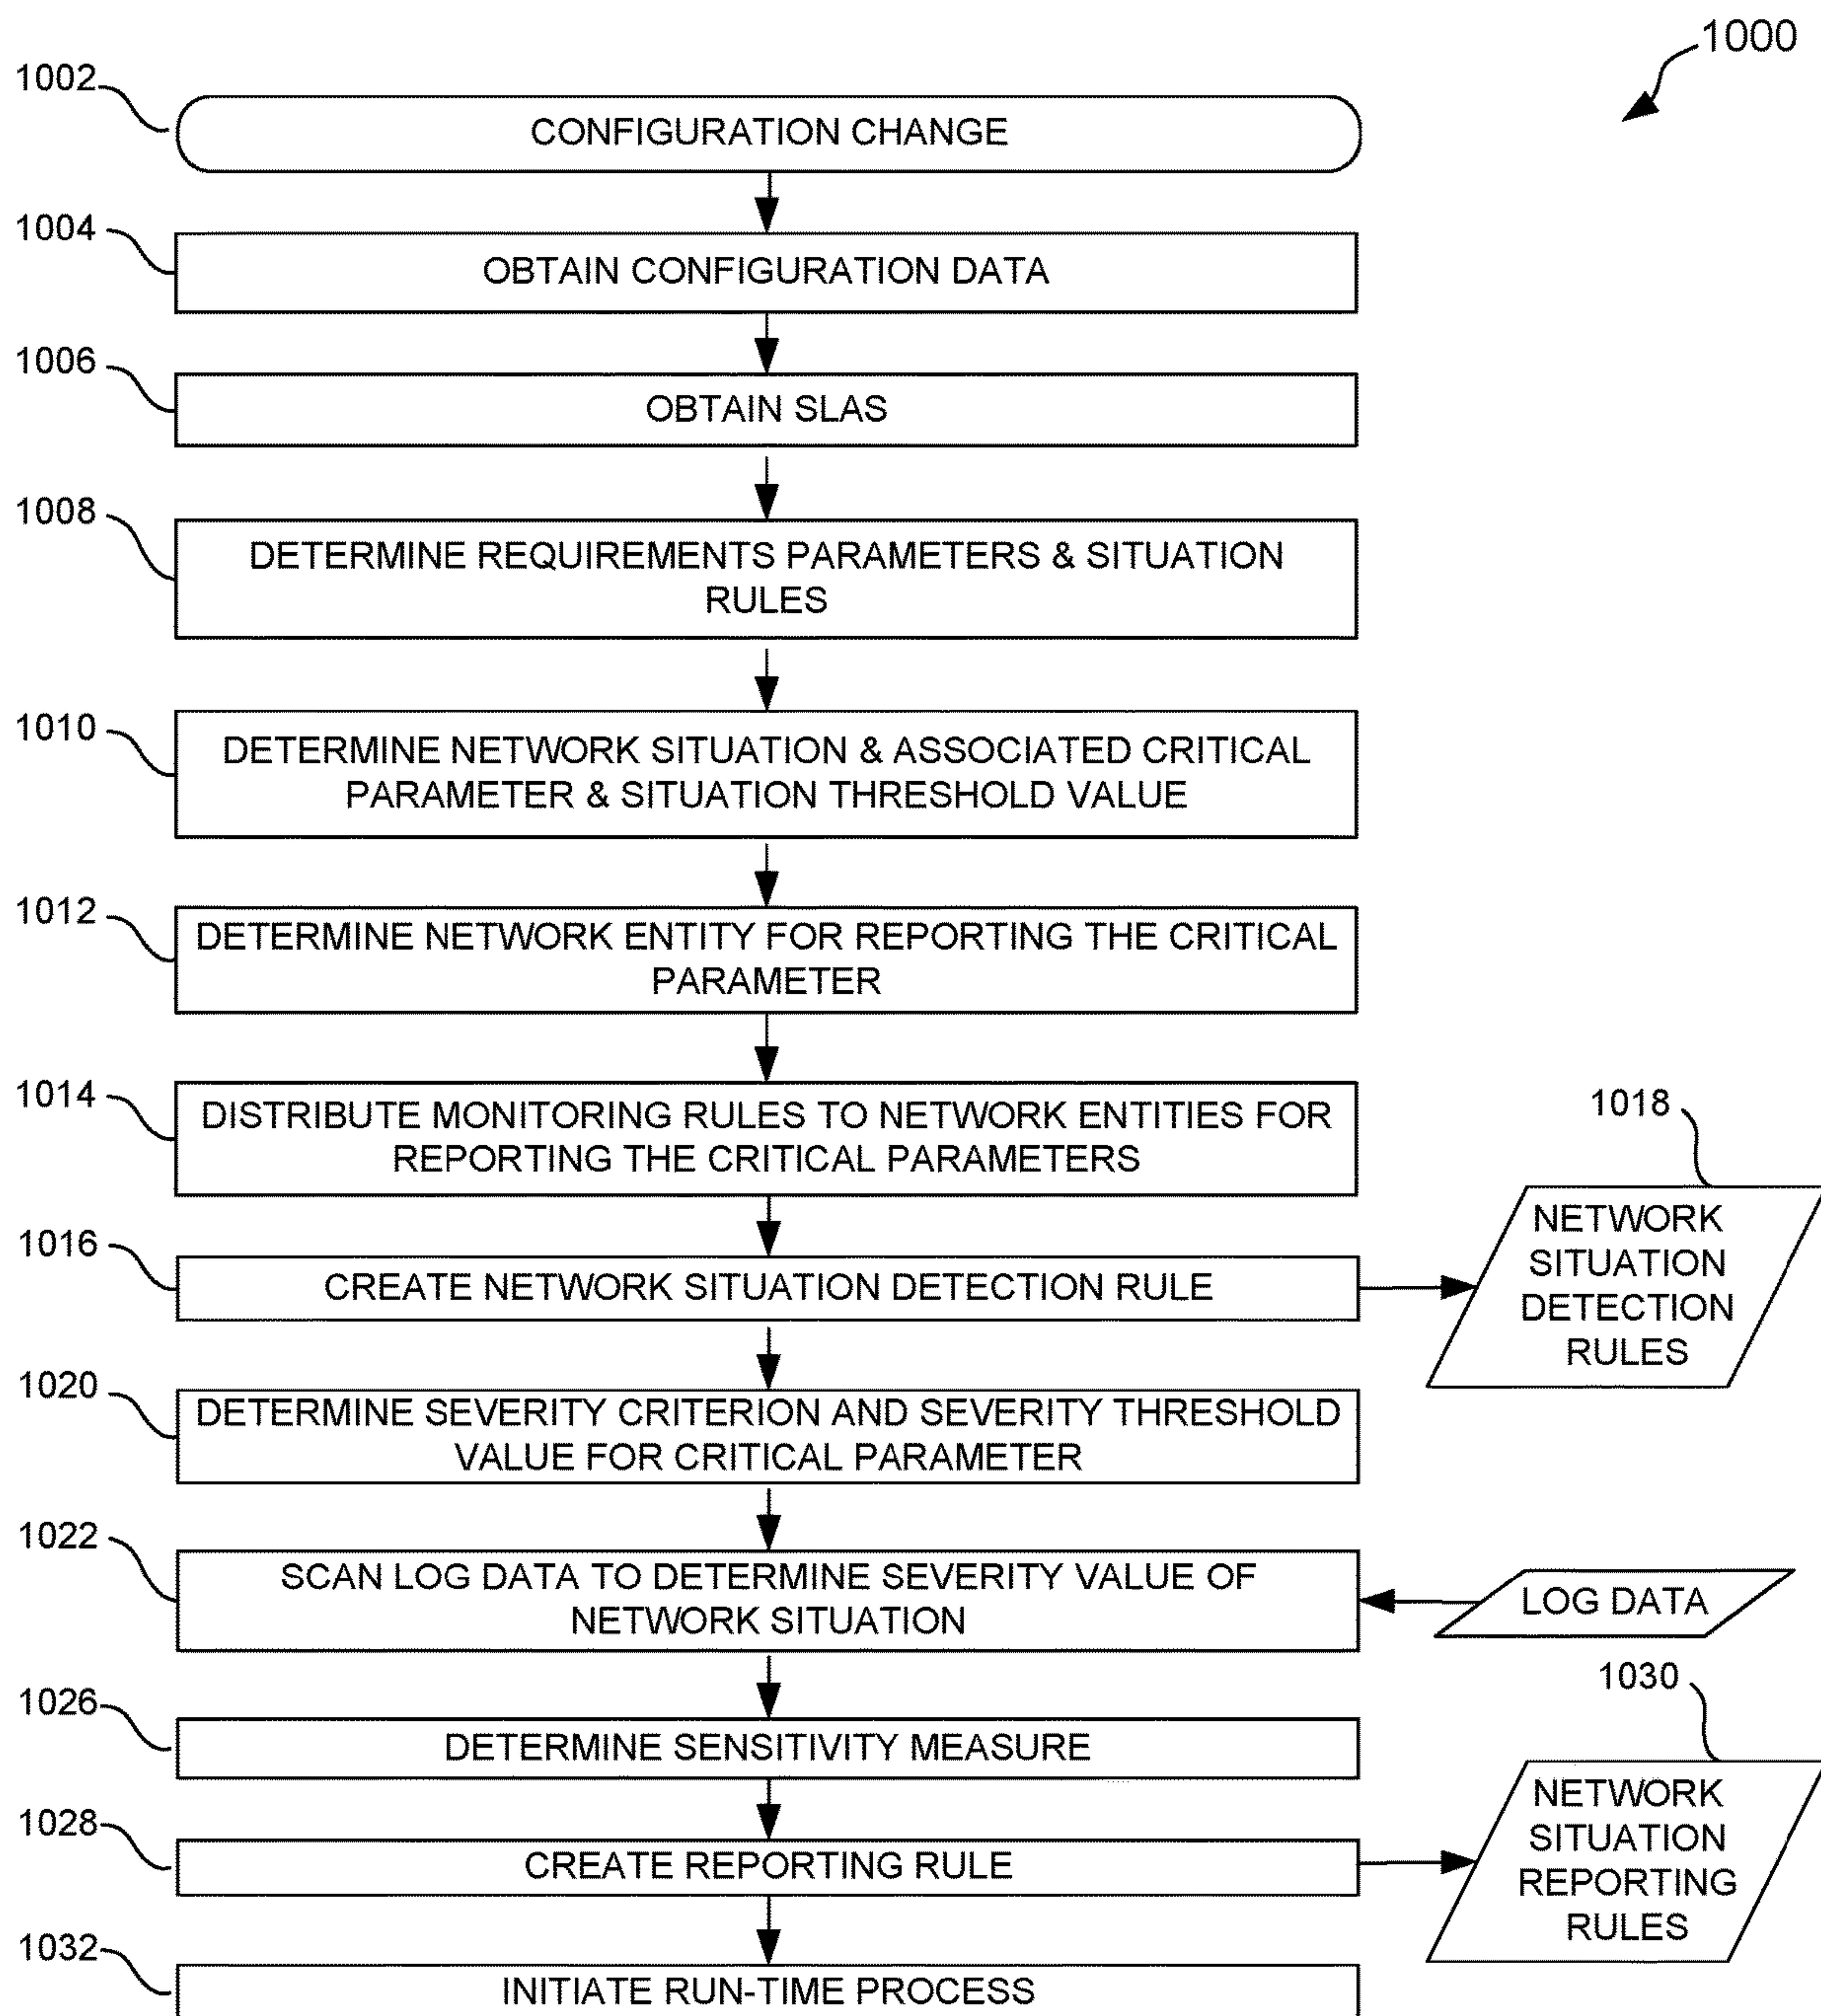 1000
1002
CONFIGURATION CHANGE
1004
OBTAIN CONFIGURATION DATA
1006
OBTAIN SLAS
1008
DETERMINE REQUIREMENTS PARAMETERS & SITUATION
RULES
1010
DETERMINE NETWORK SITUATION & ASSOCIATED CRITICAL
PARAMETER & SITUATION THRESHOLD VALUE
1012
DETERMINE NETWORK ENTITY FOR REPORTING THE CRITICAL
PARAMETER
1014
DISTRIBUTE MONITORING RULES TO NETWORK ENTITIES FOR
REPORTING THE CRITICAL PARAMETERS
1016
CREATE NETWORK SITUATION DETECTION RULE
1018
NETWORK
SITUATION
DETECTION
RULES
1020
DETERMINE SEVERITY CRITERION AND SEVERITY THRESHOLD
VALUE FOR CRITICAL PARAMETER
1022
SCAN LOG DATA TO DETERMINE SEVERITY VALUE OF
NETWORK SITUATION
LOG DATA
1026
DETERMINE SENSITIVITY MEASURE
1028
CREATE REPORTING RULE
1030
NETWORK
SITUATION
REPORTING
RULES
1032
INITIATE RUN-TIME PROCESS